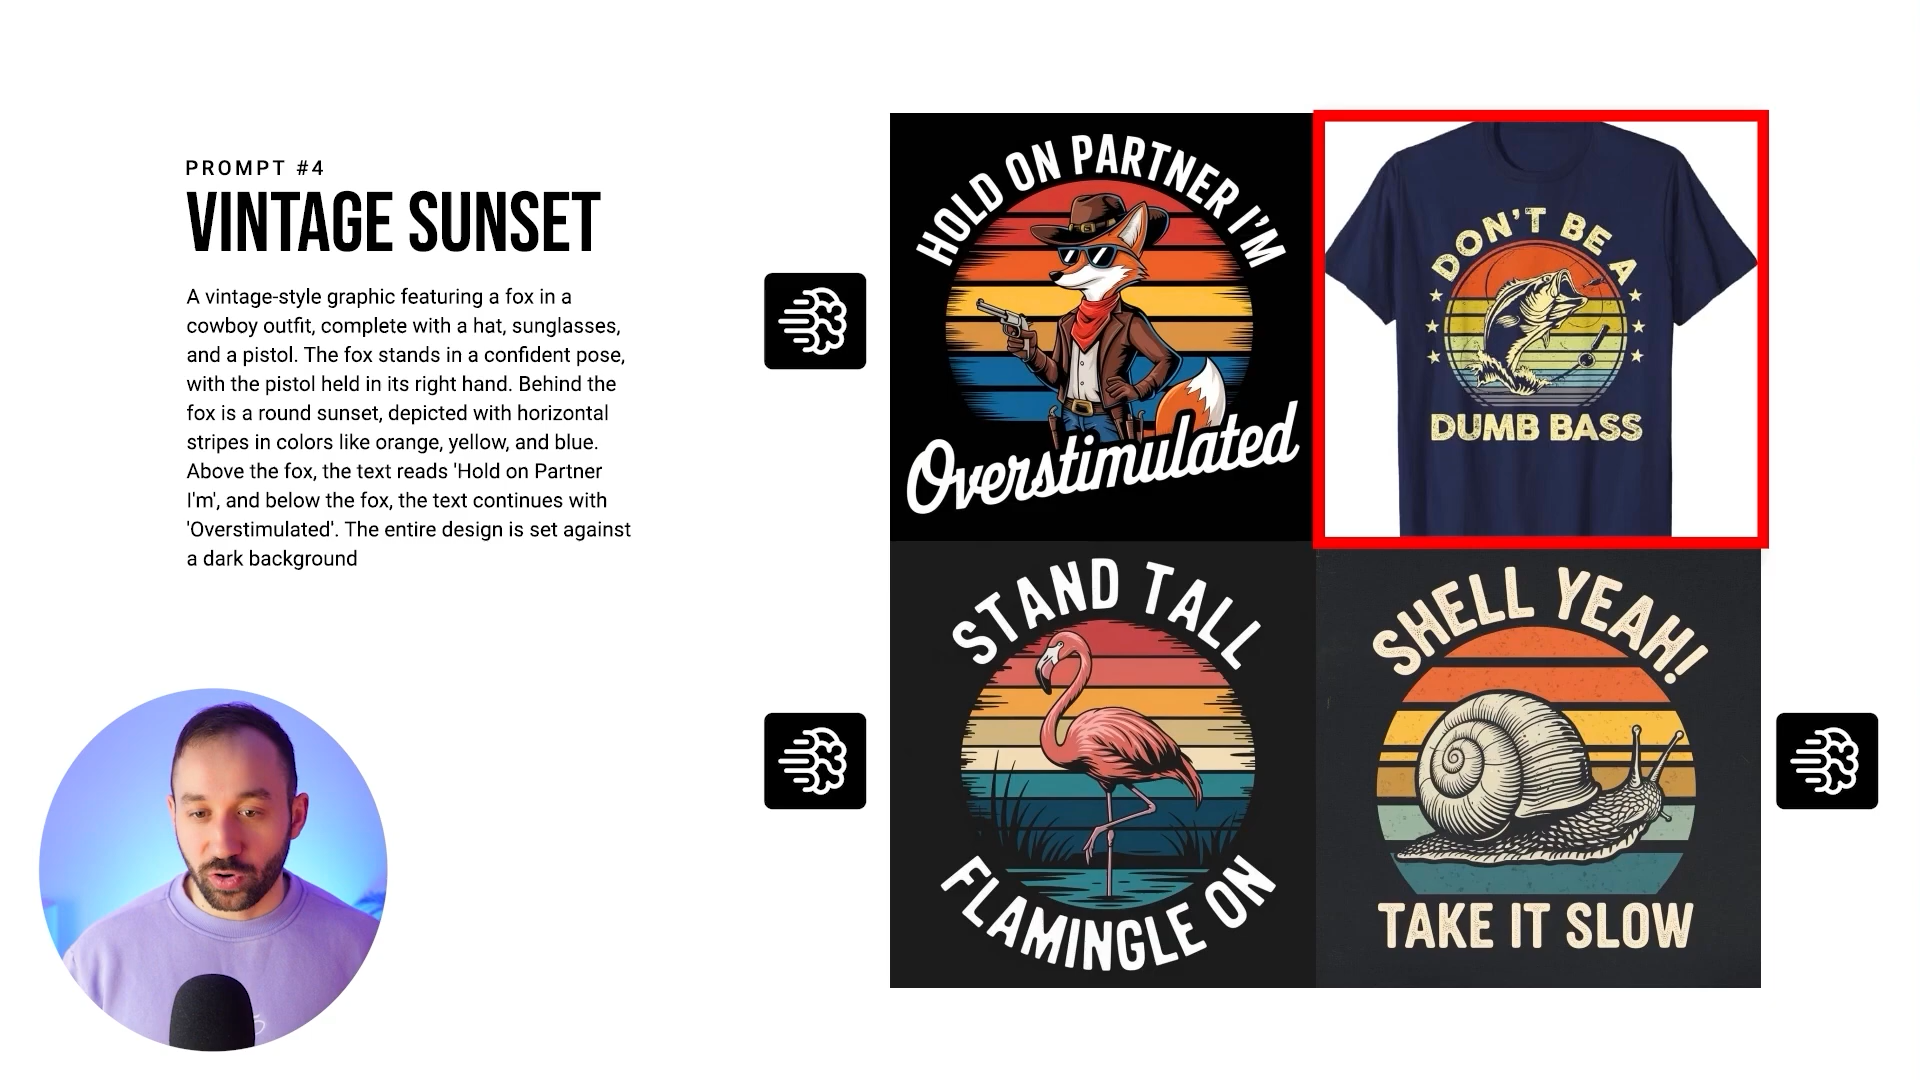 PROMPT #4
VINTAGE SUNSET
A vintage-style graphic featuring a fox in a
cowboy outfit, complete with a hat, sunglasses,
and a pistol. The fox stands in a confident pose,
with the pistol held in its right hand. Behind the
fox is a round sunset, depicted with horizontal
stripes in colors like orange, yellow, and blue.
Above the fox, the text reads 'Hold on Partner
I'm', and below the fox, the text continues with
'Overstimulated'. The entire design is set against
a dark background
HOLD ON PARTNER I'M
Overstimulated
DON'T BE A
DUMB BASS
STAND TALL
FLAMINGLE ON
SHELL YEAH!
TAKE IT SLOW